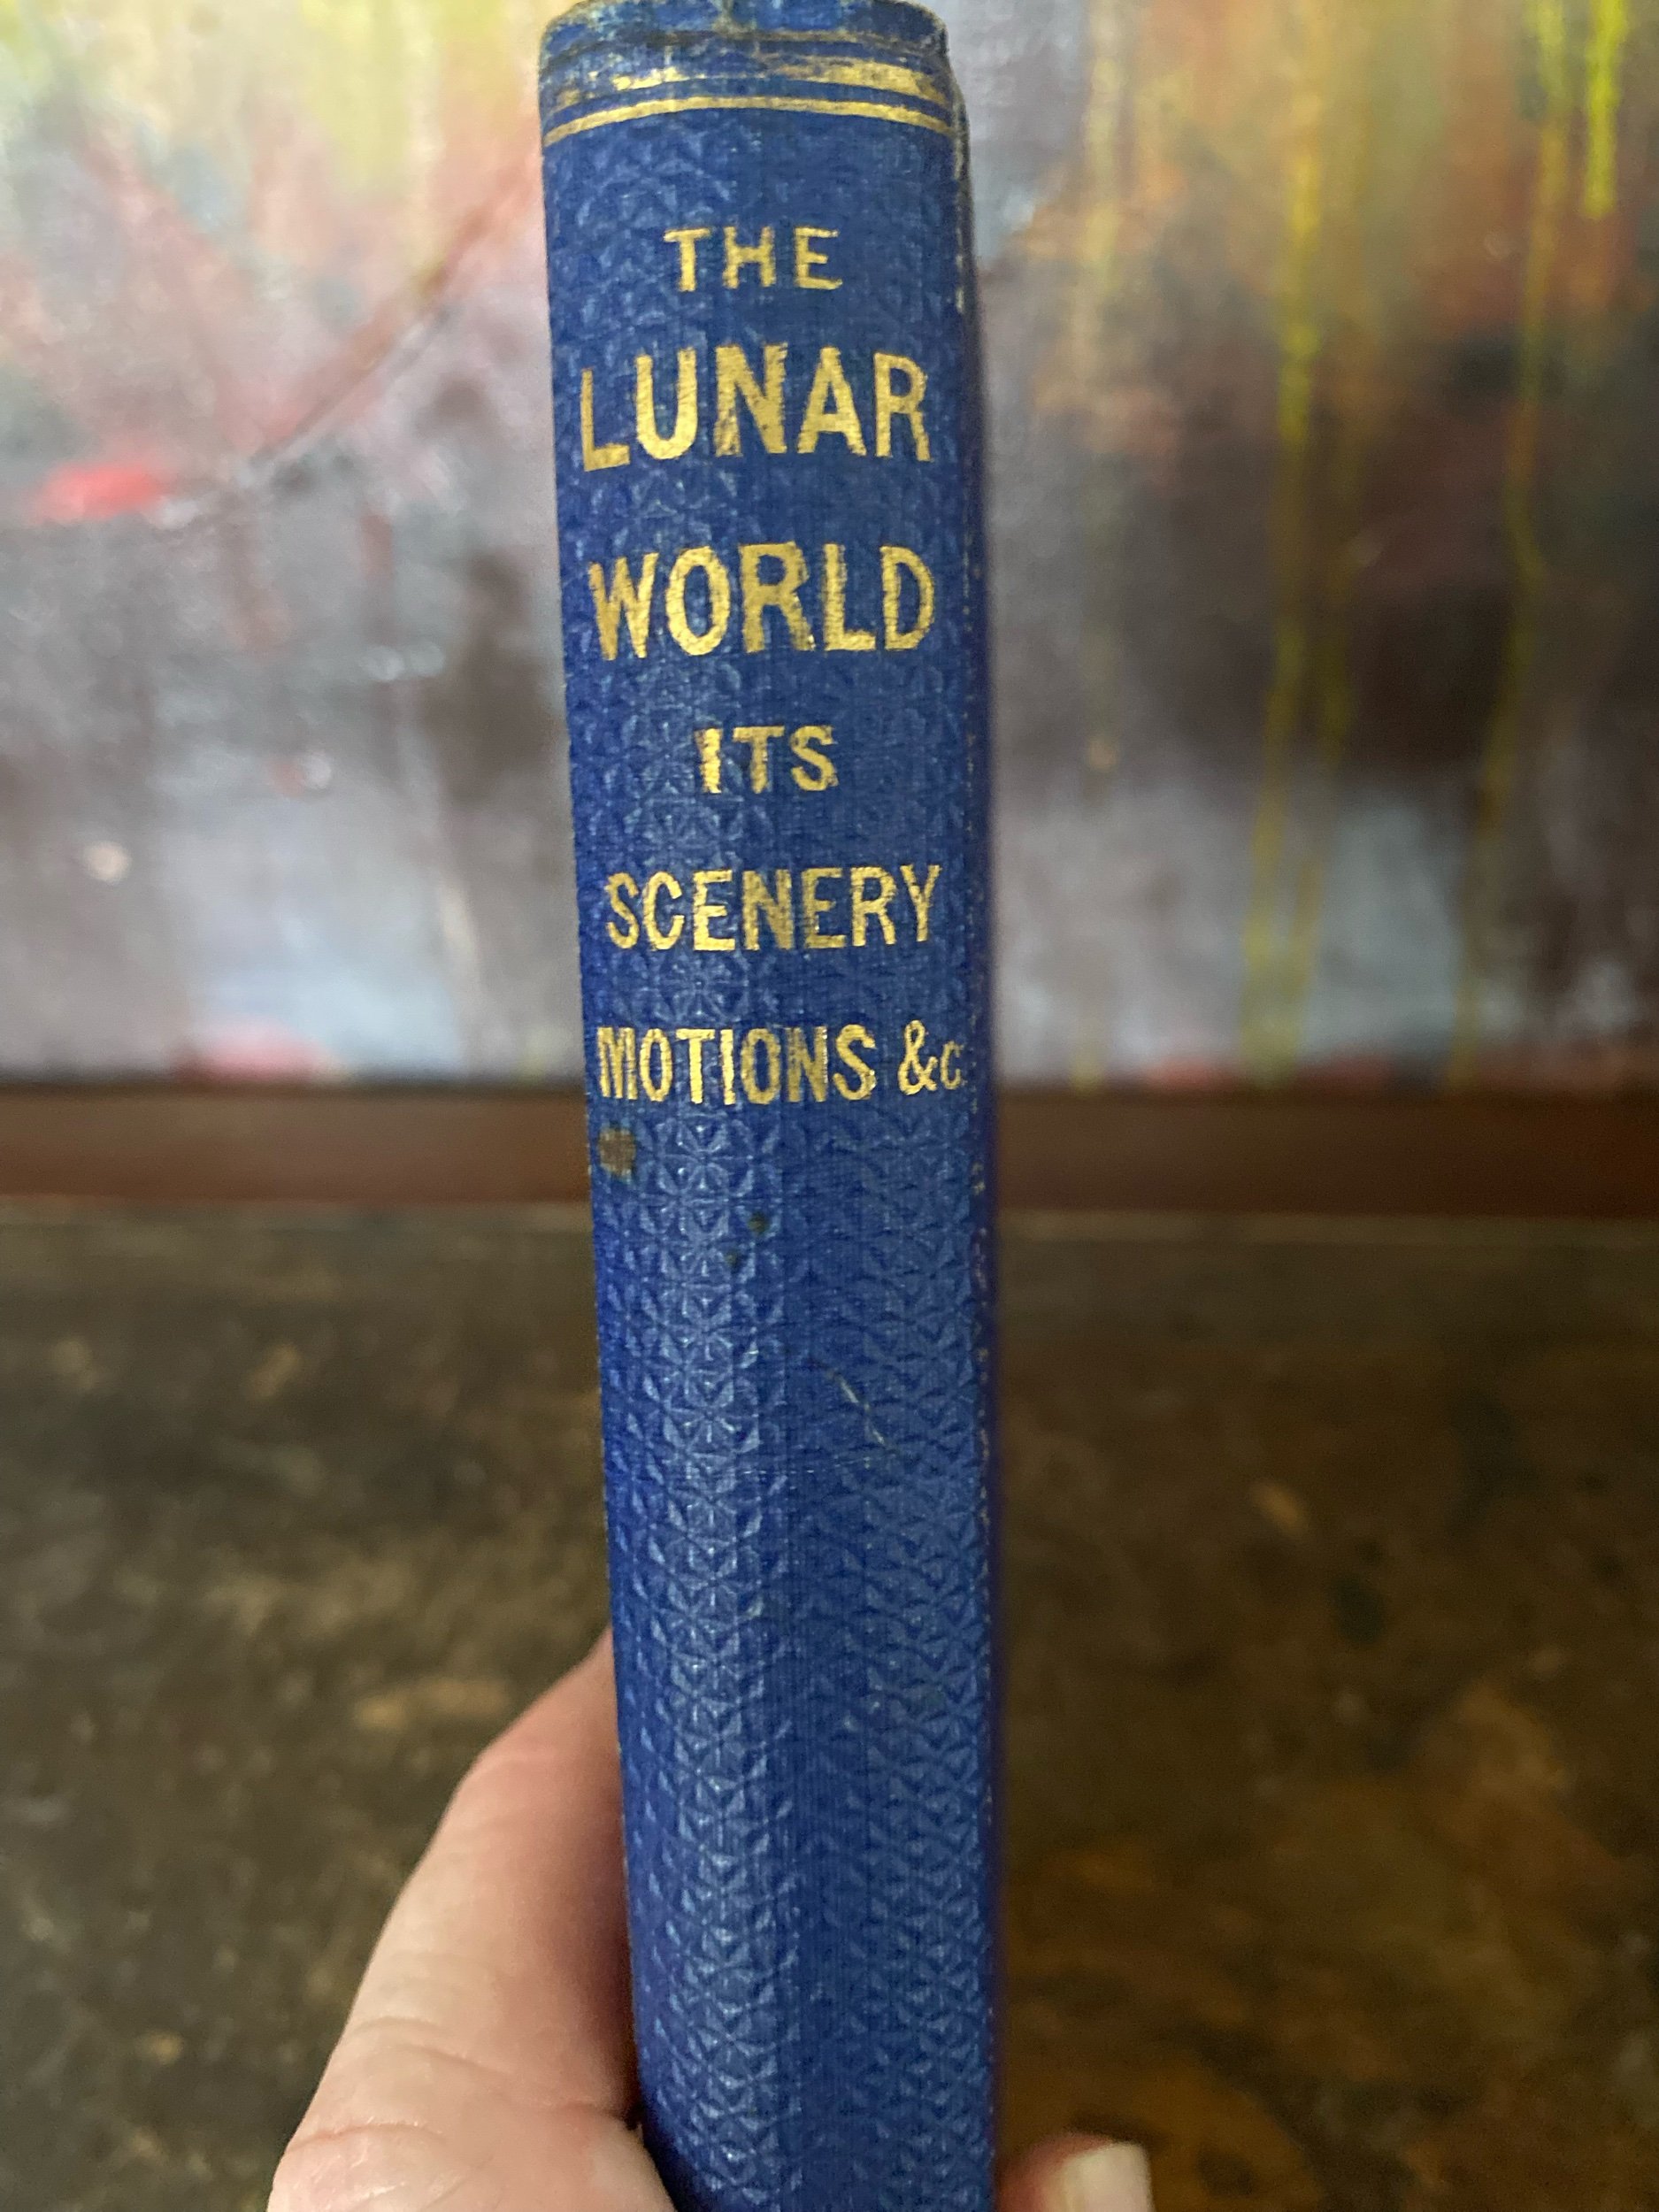 THE
LUNAR
WORLD
ITS
SCENERY
MOTIONS &c.